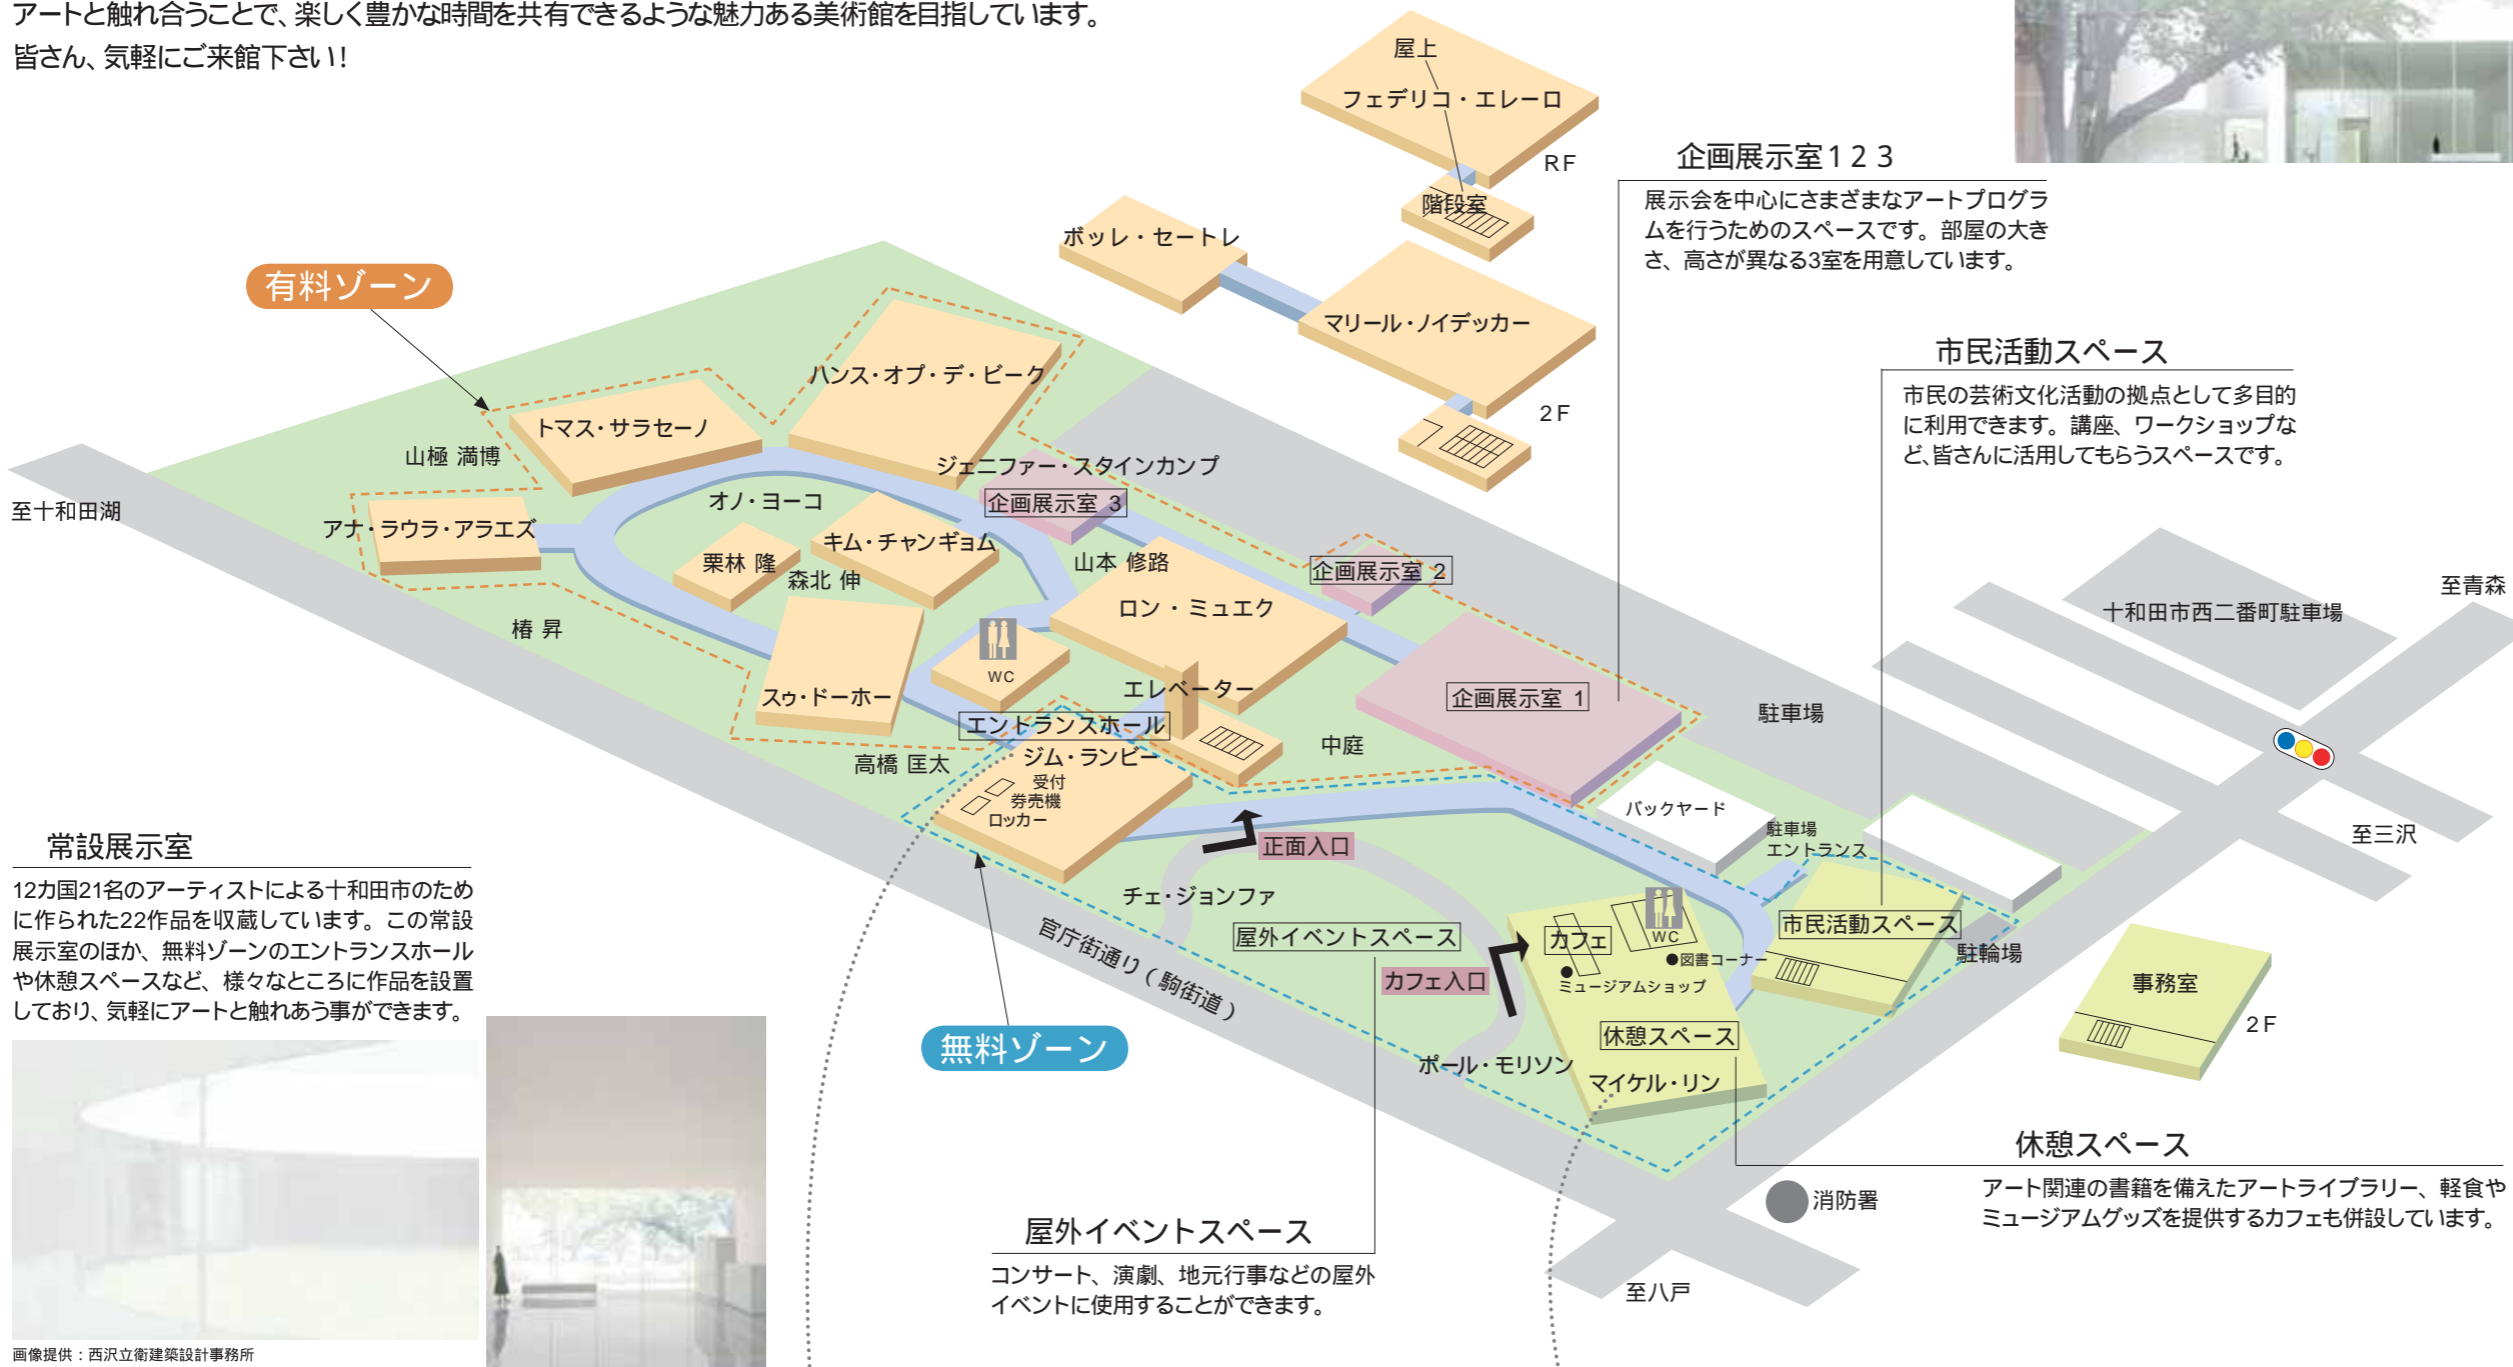 アートと触れ合うことで、楽しく豊かな時間を共有できるような魅力ある美術館を目指しています。
皆さん、気軽にご来館下さい！
屋上
フェデリコ・エレーロ
RF
階段室
ボッレ・セートレ
マリール・ノイデッカー
2F
企画展示室1 2 3
展示会を中心にさまざまなアートプログラ
ムを行うためのスペースです。部屋の大き
さ、高さが異なる3室を用意しています。
市民活動スペース
市民の芸術文化活動の拠点として多目的
に利用できます。講座、ワークショップな
ど、皆さんに活用してもらうスペースです。
有料ゾーン
ハンス・オプ・デ・ビーク
トマス・サラセーノ
山極 満博
ジェニファー・スタインカンプ
企画展示室 3
至十和田湖
アナ・ラウラ・アラエズ
オノ・ヨーコ
キム・チャンギョム
栗林 隆
森北 伸
山本 修路
企画展示室 2
椿 昇
ロン・ミュエク
WC
スゥ・ドーホー
エレベーター
企画展示室 1
エントランスホール
ジム・ランビー
高橋 匡太
受付
券売機
ロッカー
中庭
駐車場
至青森
十和田市西二番町駐車場
至三沢
バックヤード
駐車場
エントランス
正面入口
チェ・ジョンファ
屋外イベントスペース
カフェ入口
カフェ
WC
●図書コーナー
●
ミュージアムショップ
市民活動スペース
駐輪場
事務室
2F
休憩スペース
ポール・モリソン
マイケル・リン
官庁街通り（駒街道）
無料ゾーン
常設展示室
12カ国21名のアーティストによる十和田市のため
に作られた22作品を収蔵しています。この常設
展示室のほか、無料ゾーンのエントランスホール
や休憩スペースなど、様々なところに作品を設置
しており、気軽にアートと触れあう事ができます。
画像提供：西沢立衛建築設計事務所
屋外イベントスペース
コンサート、演劇、地元行事などの屋外
イベントに使用することができます。
消防署
至八戸
休憩スペース
アート関連の書籍を備えたアートライブラリー、軽食や
ミュージアムグッズを提供するカフェも併設しています。